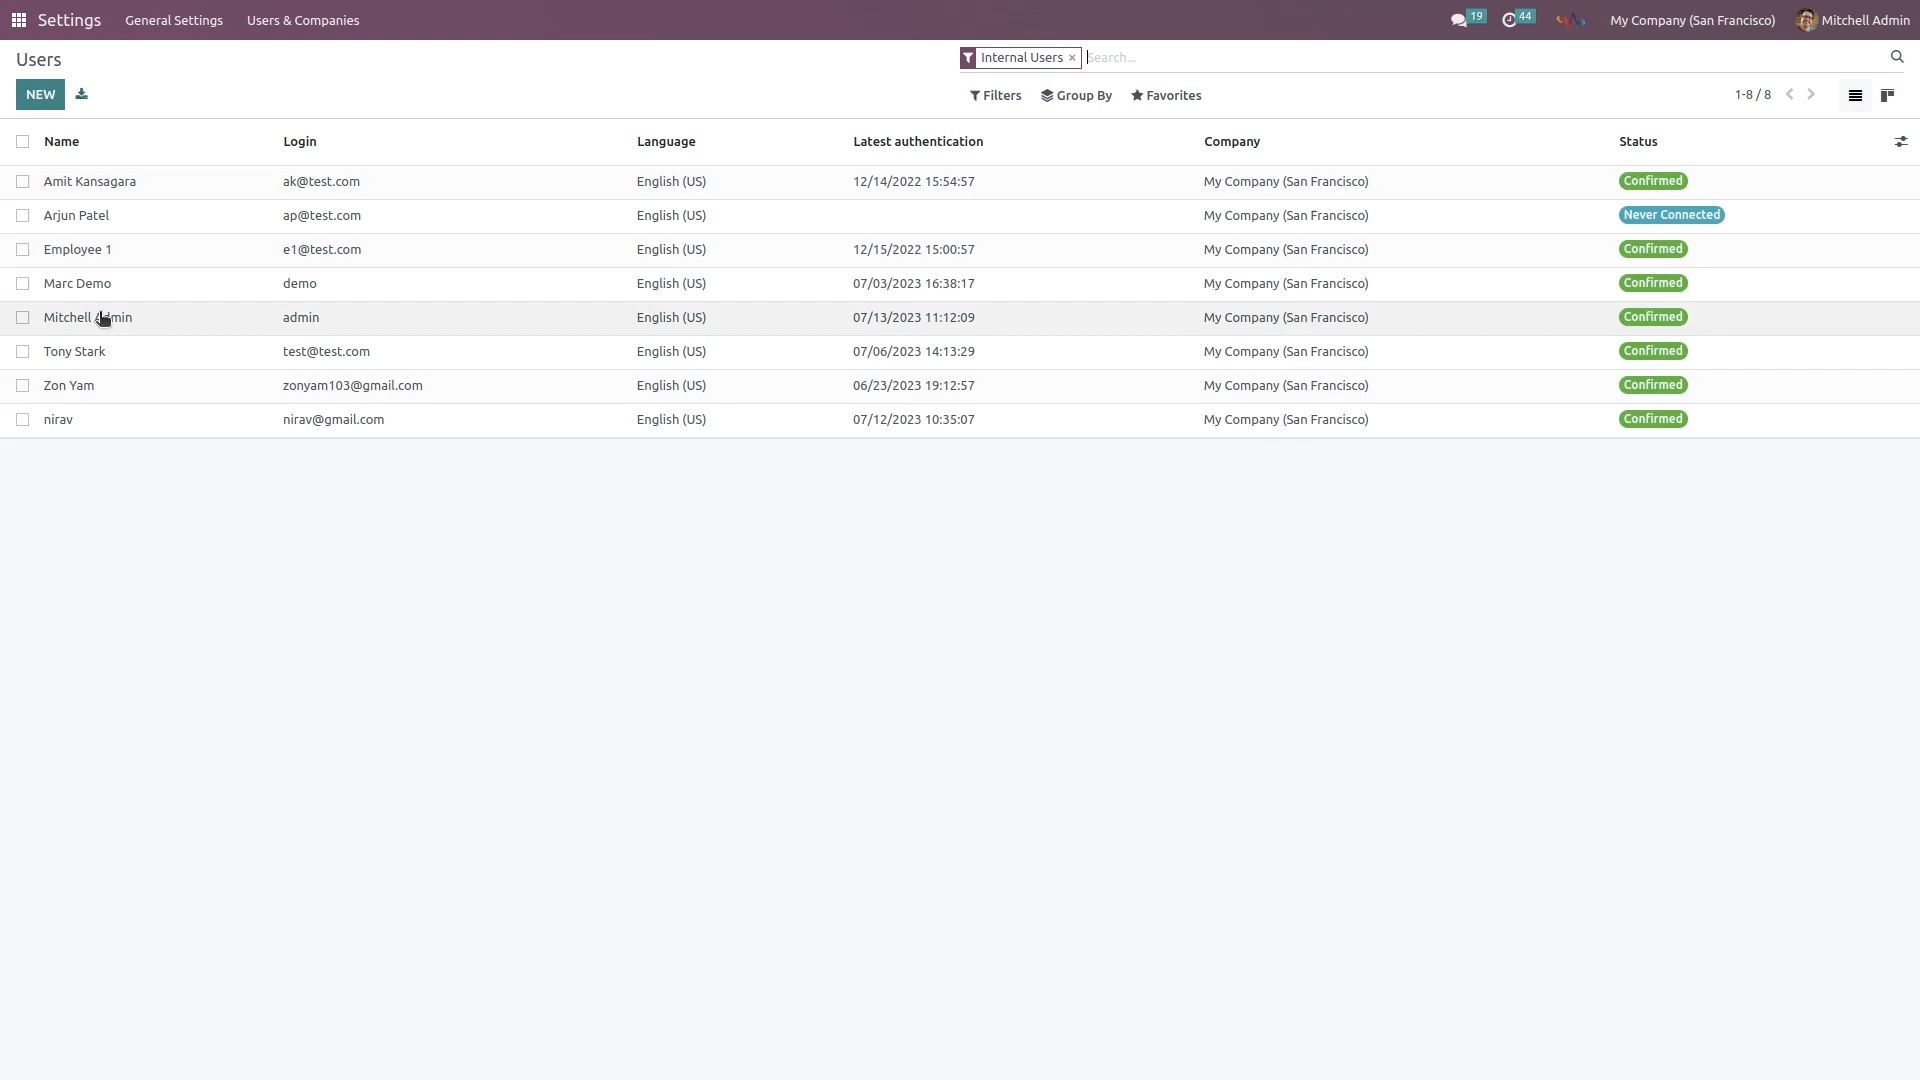 Settings General Settings Users & Companies 19 44 My Company (San Francisco) Mitchell Admin
Users Internal Users × Search...
NEW Filters Group By Favorites 1-8 / 8
Name Login Language Latest authentication Company Status
Amit Kansagara ak@test.com English (US) 12/14/2022 15:54:57 My Company (San Francisco) Confirmed
Arjun Patel ap@test.com English (US) My Company (San Francisco) Never Connected
Employee 1 e1@test.com English (US) 12/15/2022 15:00:57 My Company (San Francisco) Confirmed
Marc Demo demo English (US) 07/03/2023 16:38:17 My Company (San Francisco) Confirmed
Mitchell Admin admin English (US) 07/13/2023 11:12:09 My Company (San Francisco) Confirmed
Tony Stark test@test.com English (US) 07/06/2023 14:13:29 My Company (San Francisco) Confirmed
Zon Yam zonyam103@gmail.com English (US) 06/23/2023 19:12:57 My Company (San Francisco) Confirmed
nirav nirav@gmail.com English (US) 07/12/2023 10:35:07 My Company (San Francisco) Confirmed